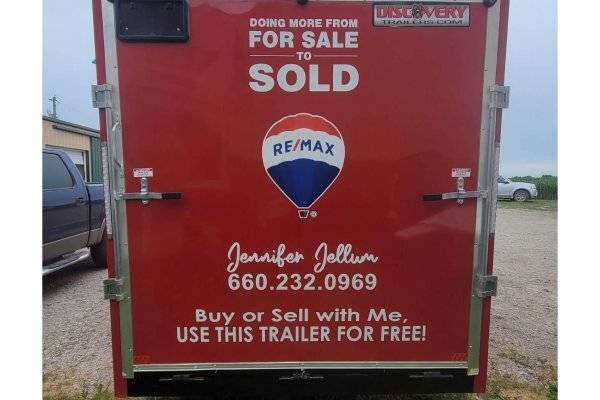 DISCOVERY
TRAILERS.COM
DOING MORE FROM
FOR SALE
TO
SOLD
RE/MAX
Jennifer Jellum
660.232.0969
Buy or Sell with Me,
USE THIS TRAILER FOR FREE!